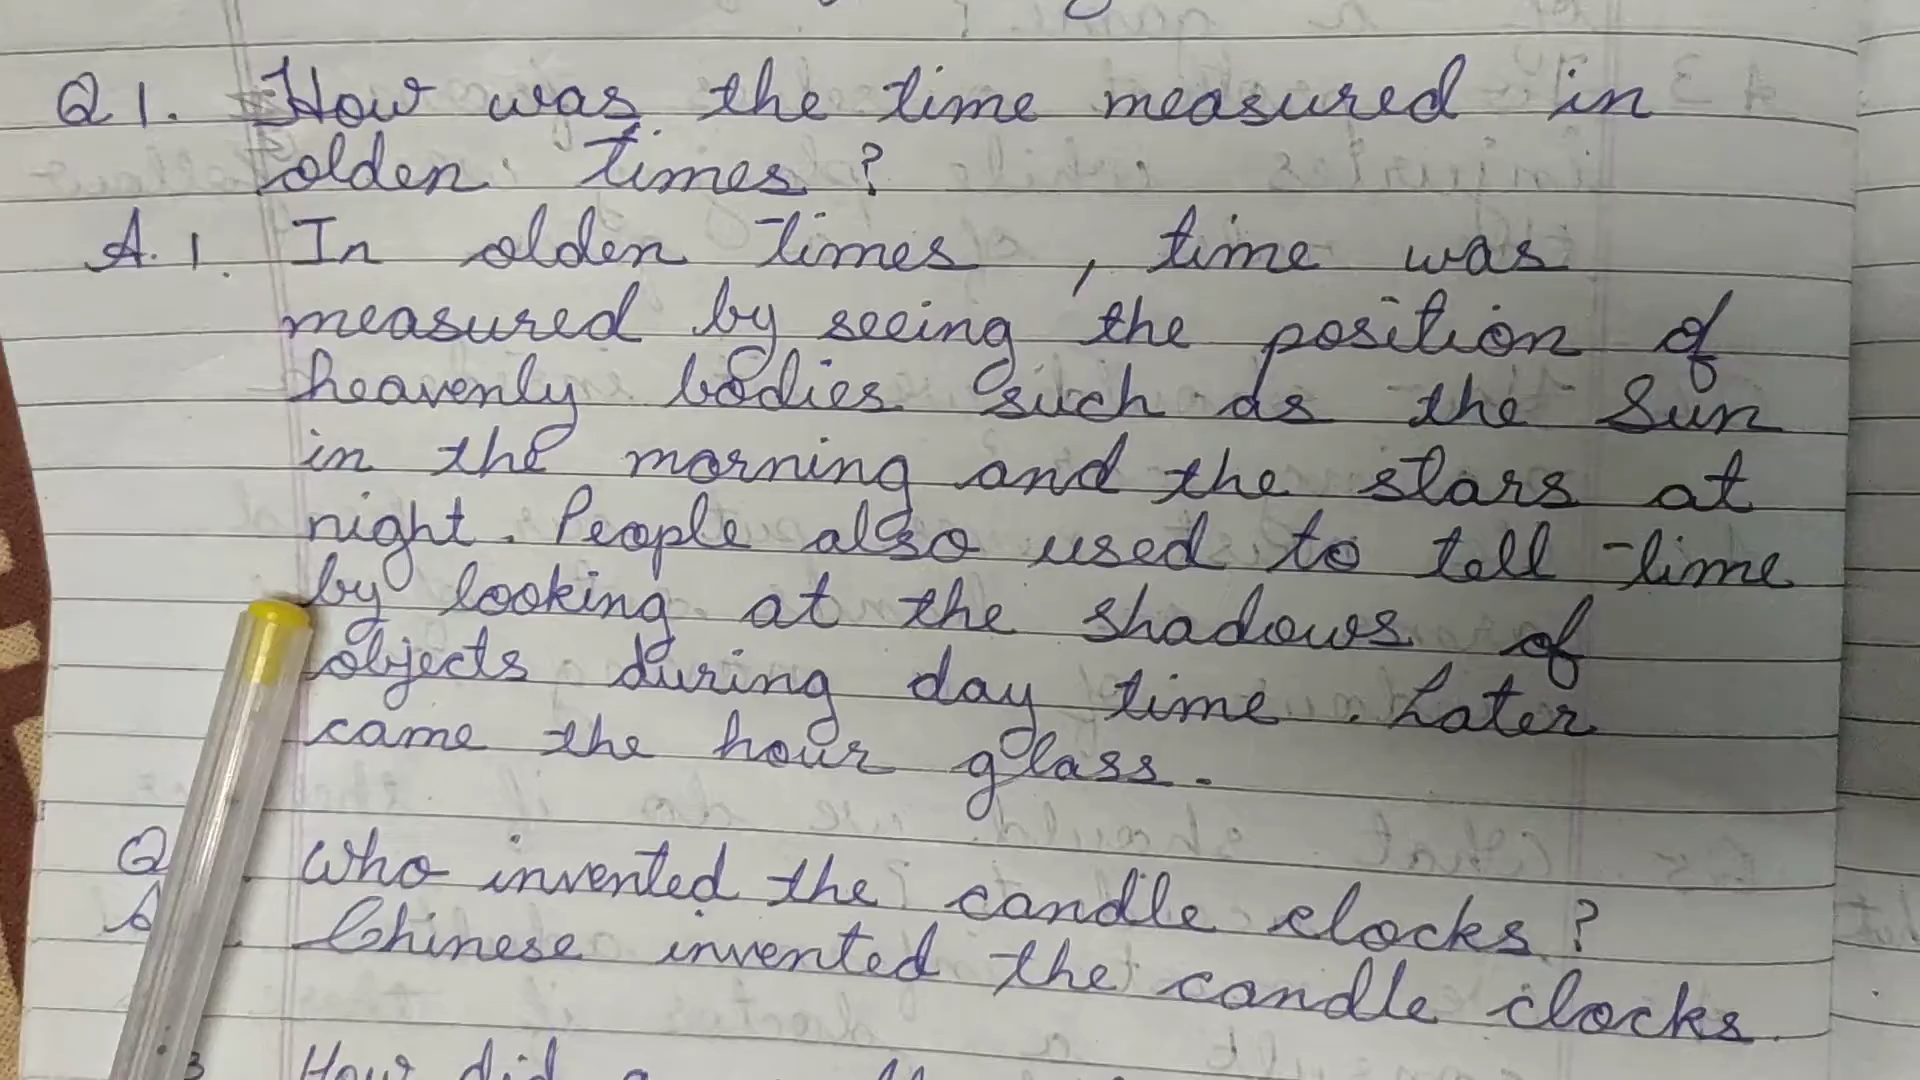 Q1. How was the time measured in
olden times?
A.1. In olden times, time was
measured by seeing the position of
heavenly bodies such as the Sun
in the morning and the stars at
night. People also used to tell time
by looking at the shadows of
objects during day time. Later
came the hour glass.
Q . Who invented the candle clocks?
A . Chinese invented the candle clocks.
3 How did